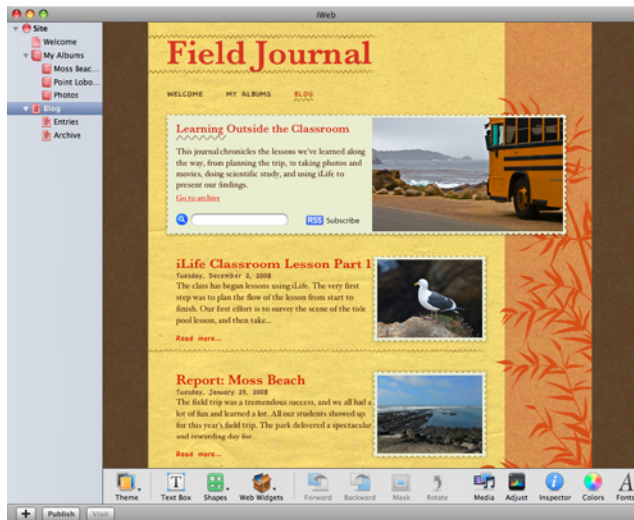 iWeb
Site
Welcome
My Albums
Moss Beac...
Point Lobo...
Photos
Blog
Entries
Archive
Field Journal
WELCOME MY ALBUMS BLOG
Learning Outside the Classroom
This journal chronicles the lessons we've learned along
the way, from planning the trip, to taking photos and
movies, doing scientific study, and using iLife to
present our findings.
Go to archive
RSS Subscribe
iLife Classroom Lesson Part 1
Tuesday, December 2, 2008
The class has began lessons using iLife. The very first
step was to plan the flow of the lesson from start to
finish. Our first effort is to survey the scene of the tide
pool lesson, and then take...
Read more...
Report: Moss Beach
Tuesday, January 29, 2008
The field trip was a tremendous success, and we all had a
lot of fun and learned a lot. All our students showed up
for this year's field trip. The park delivered a spectacular
and rewarding day for...
Read more...
Theme Text Box Shapes Web Widgets Forward Backward Mask Rotate Media Adjust Inspector Colors Fonts
Publish Visit